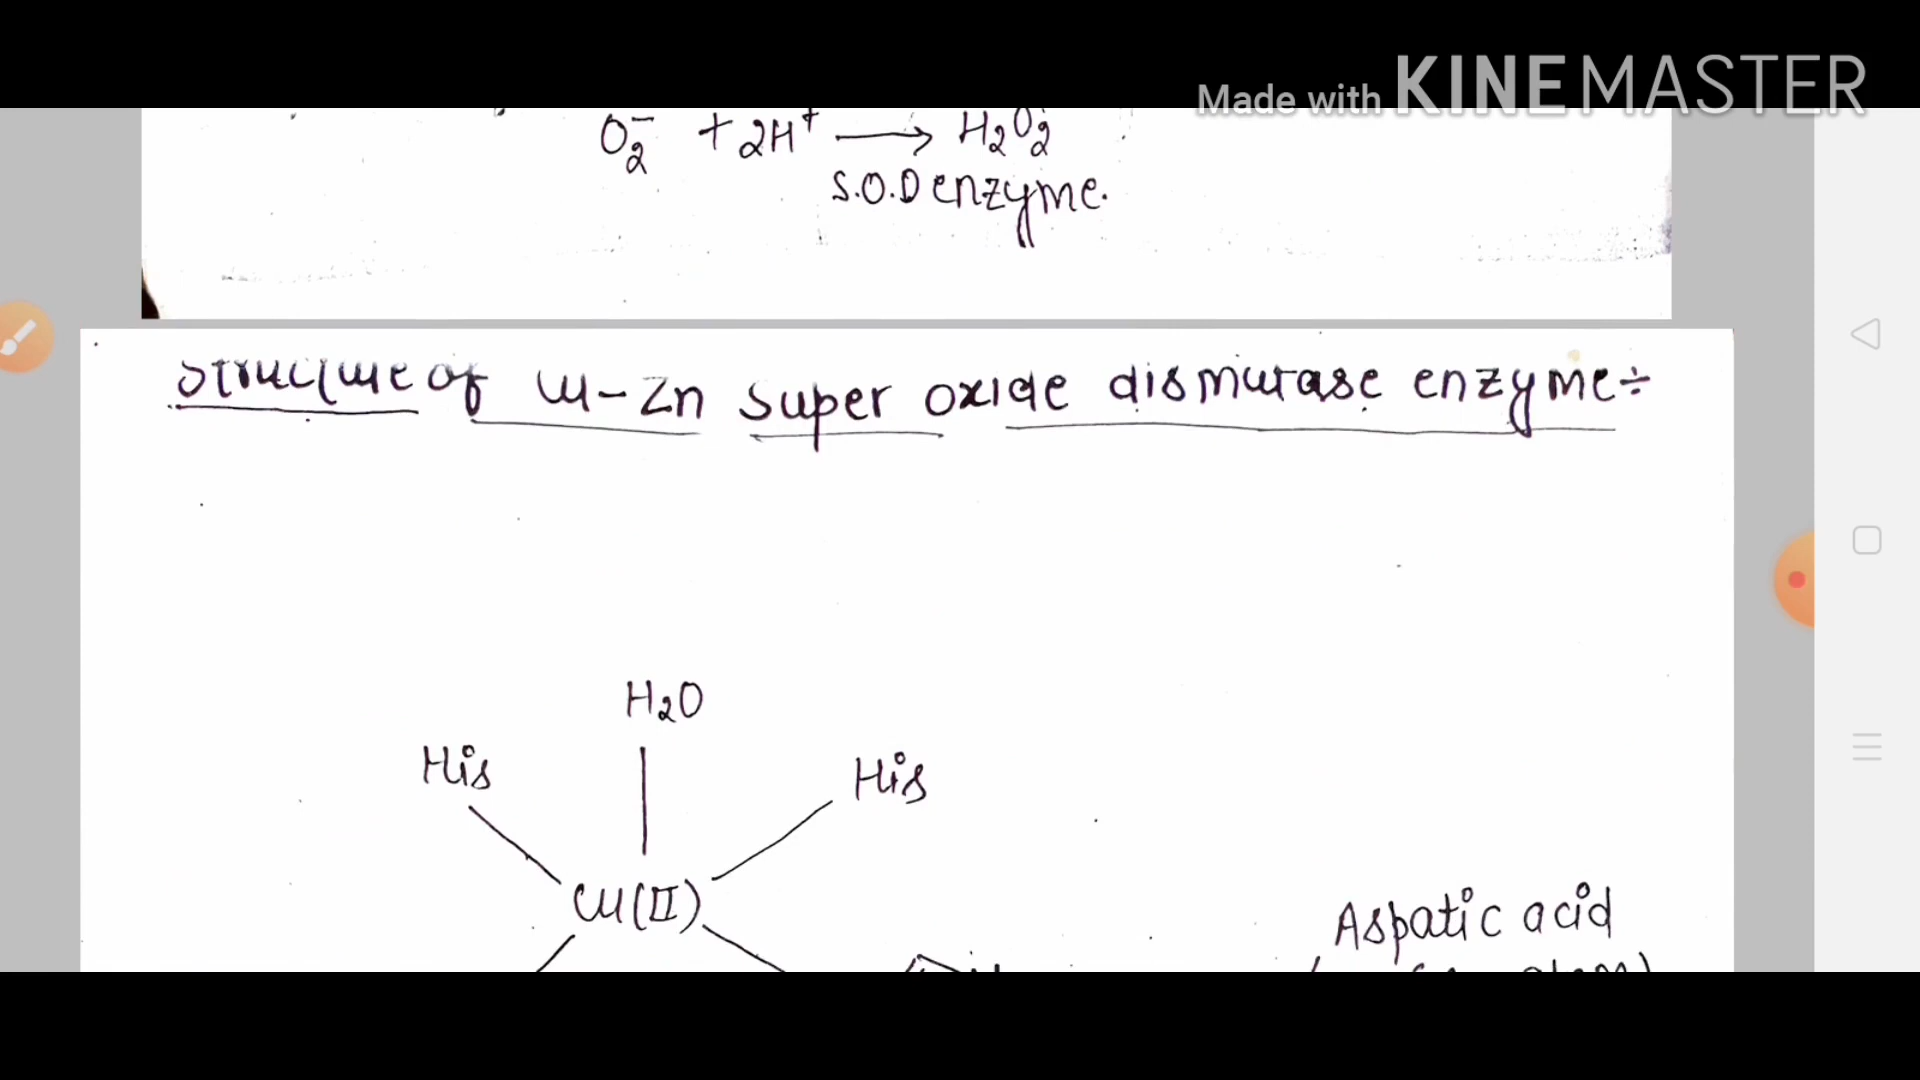 Made with KINEMASTER
O₂⁻ + 2H⁺ ⟶ H₂O₂
S.O.D enzyme.
Structure of Cu-Zn super oxide dismutase enzyme÷
H₂O
His His
Cu(II)
Aspatic acid